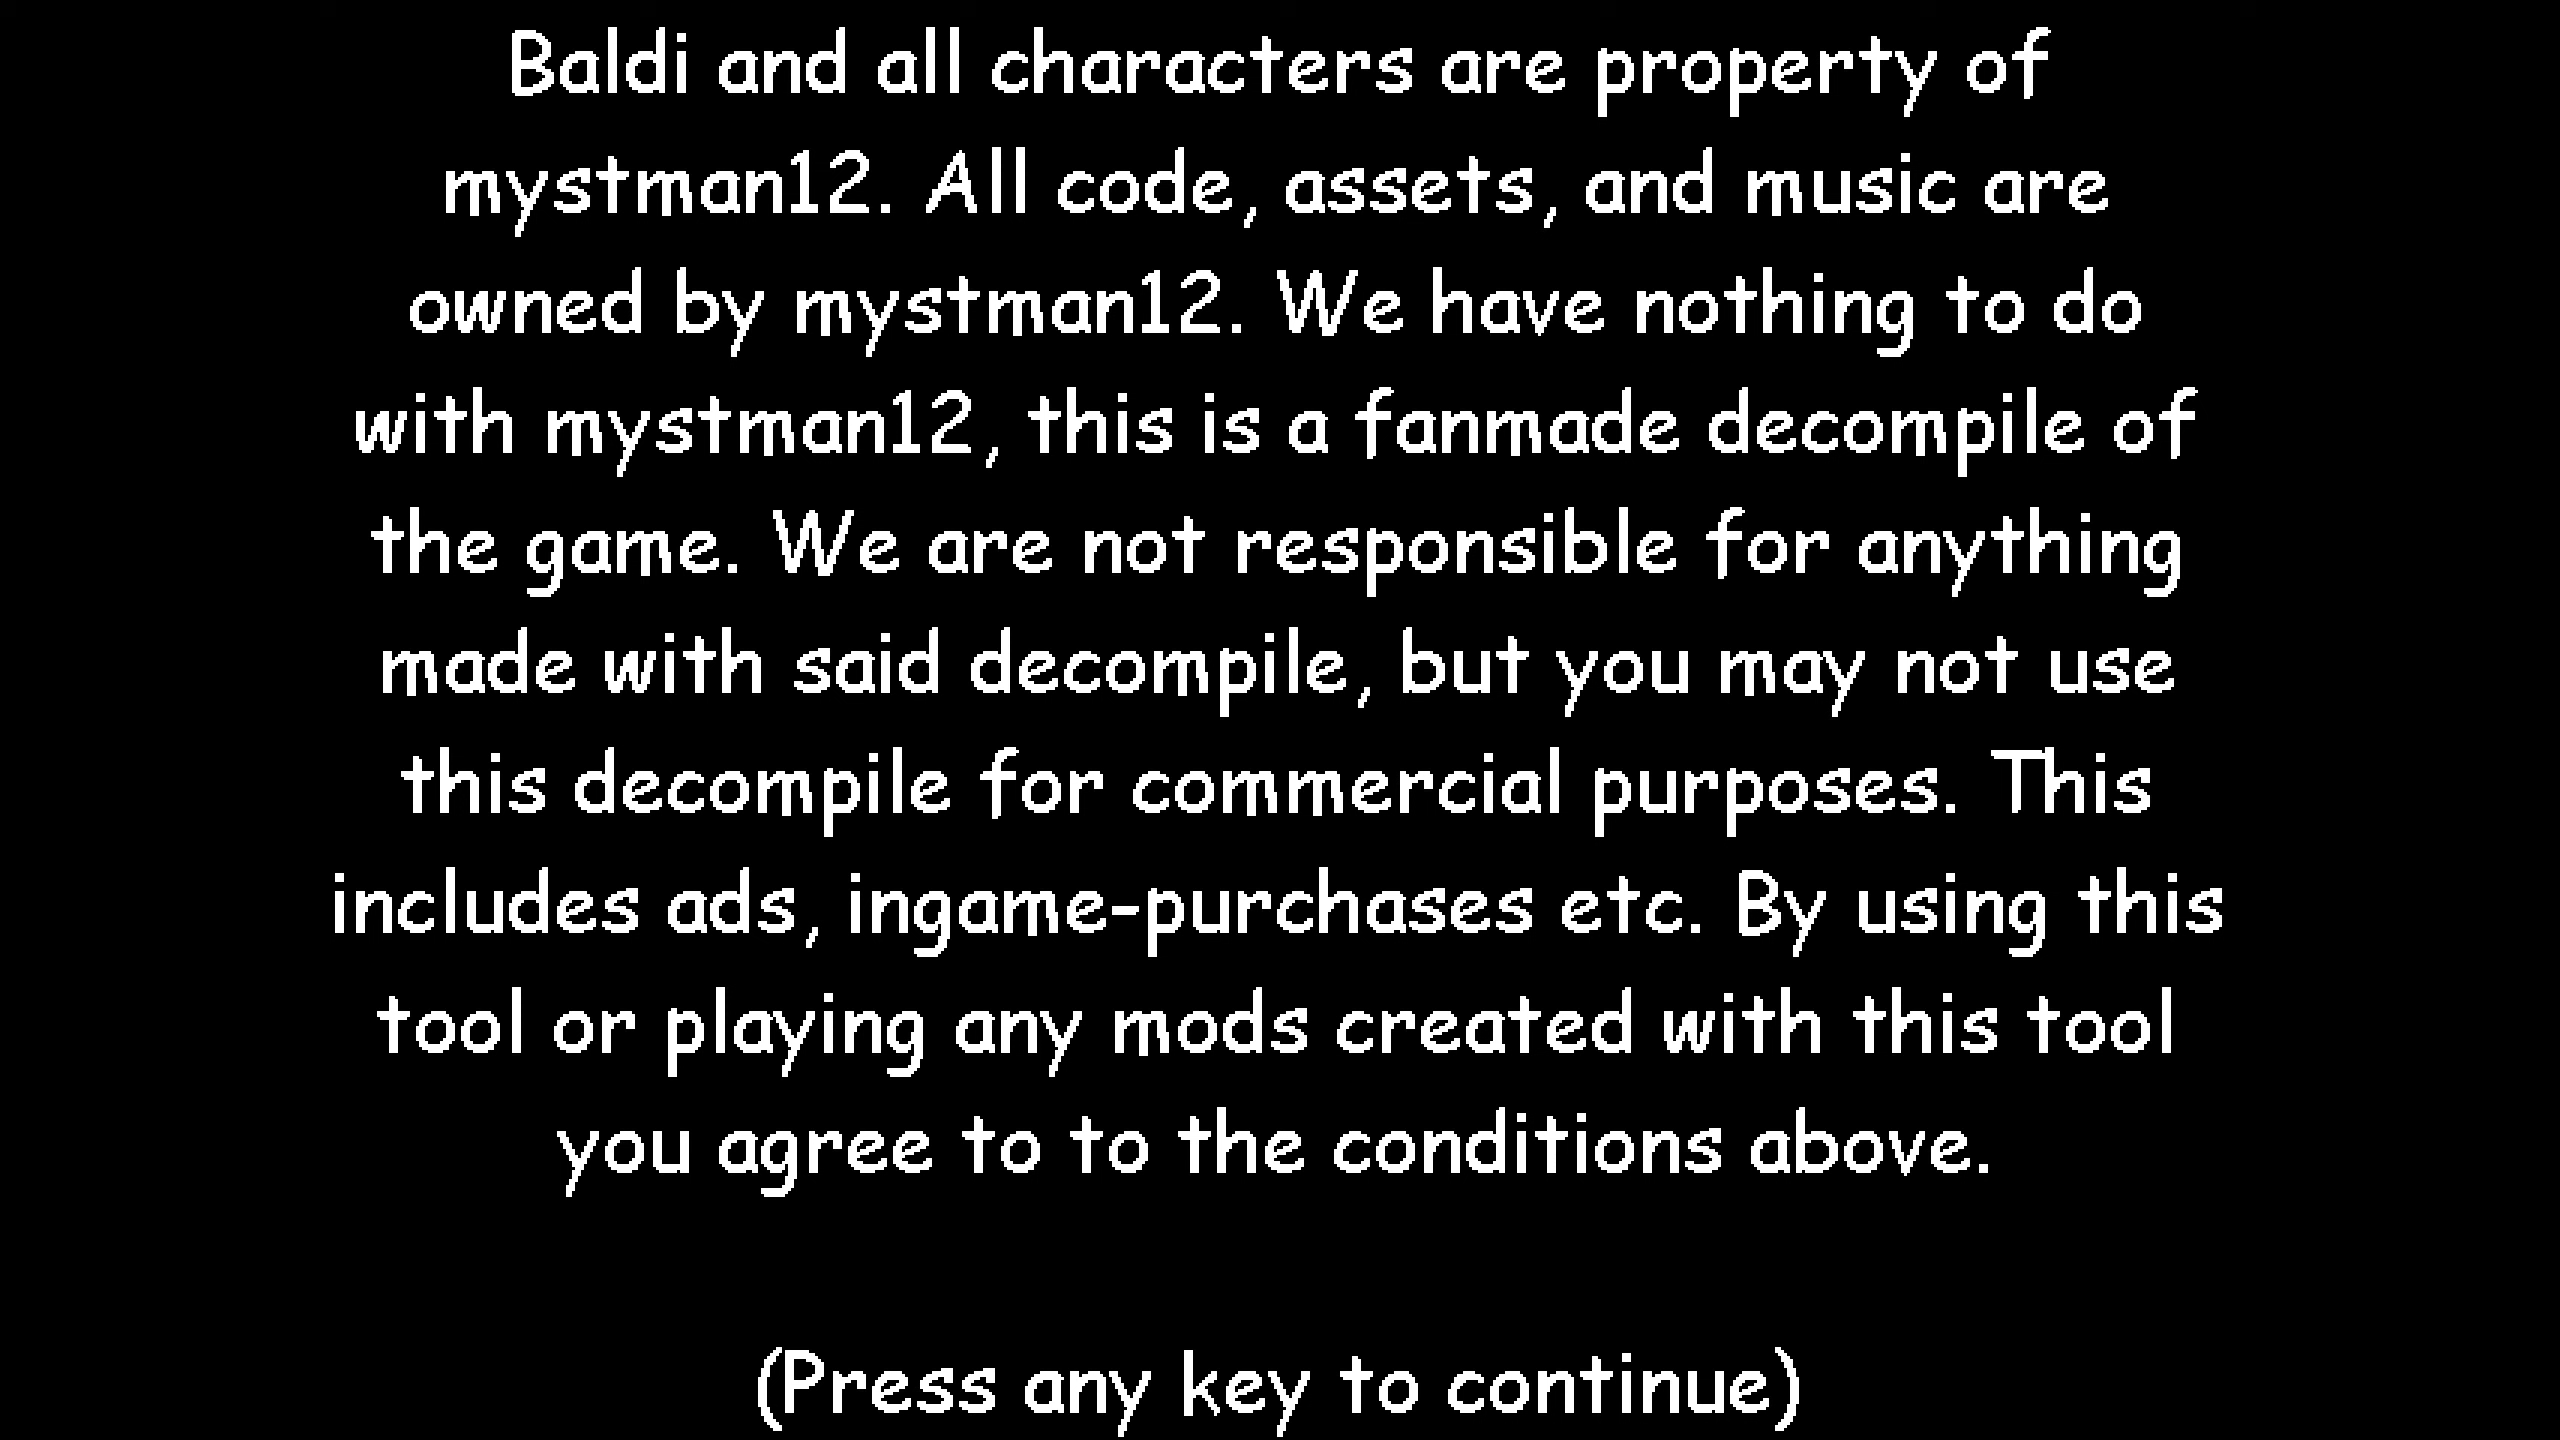 Baldi and all characters are property of
mystman12. All code, assets, and music are
owned by mystman12. We have nothing to do
with mystman12, this is a fanmade decompile of
the game. We are not responsible for anything
made with said decompile, but you may not use
this decompile for commercial purposes. This
includes ads, ingame-purchases etc. By using this
tool or playing any mods created with this tool
you agree to to the conditions above.
(Press any key to continue)